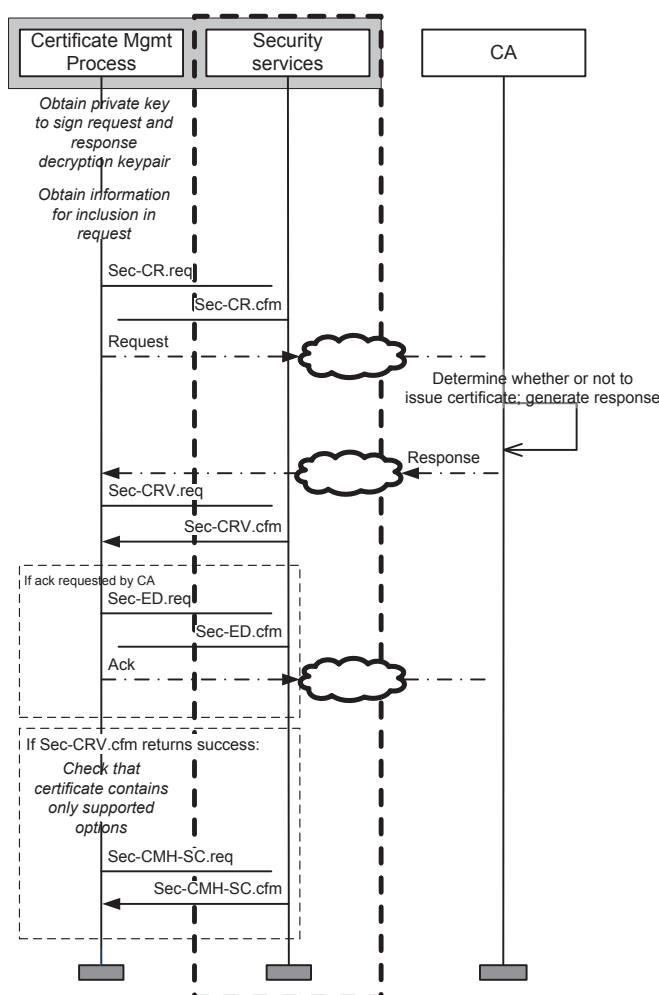 Certificate Mgmt
Process
Security
services
CA
Obtain private key
to sign request and
response
decryption keypair
Obtain information
for inclusion in
request
Sec-CR.req
Sec-CR.cfm
Request
Determine whether or not to
issue certificate; generate response
Response
Sec-CRV.req
Sec-CRV.cfm
If ack requested by CA
Sec-ED.req
Sec-ED.cfm
Ack
If Sec-CRV.cfm returns success:
Check that
certificate contains
only supported
options
Sec-CMH-SC.req
Sec-CMH-SC.cfm